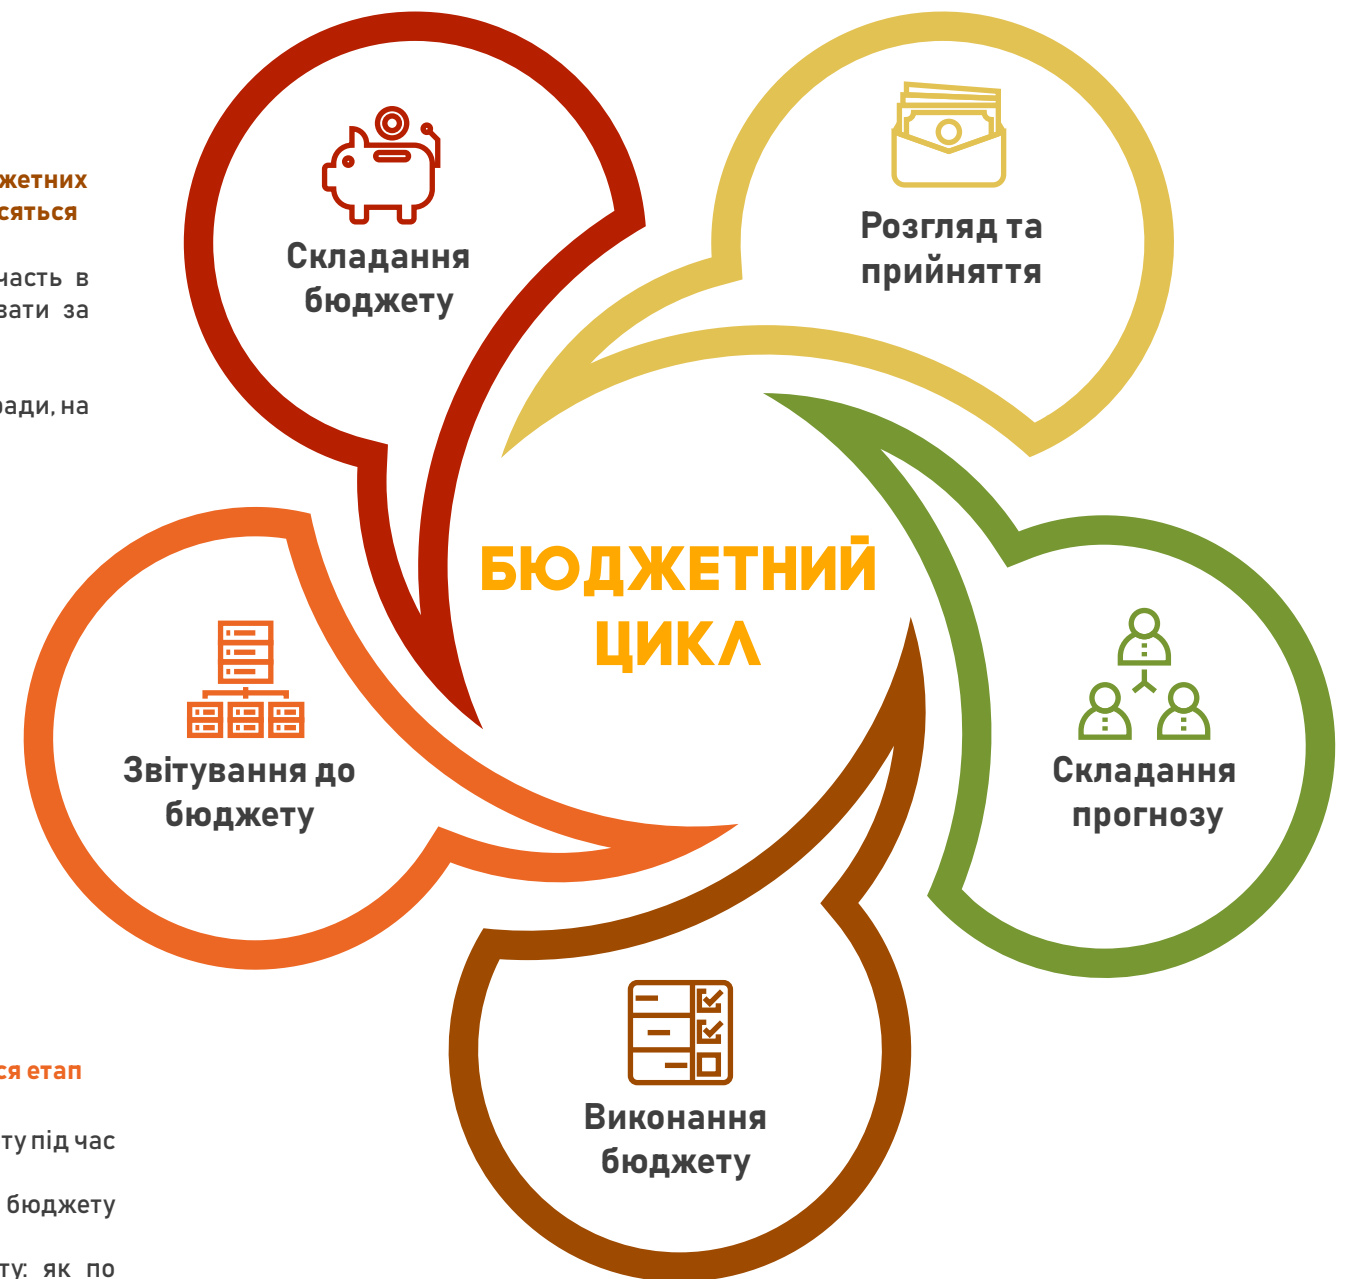 жетних
сяться
часть в
вати за
ради, на
Складання
бюджету
Розгляд та
прийняття
БЮДЖЕТНИЙ
ЦИКЛ
Звітування до
бюджету
Складання
прогнозу
Виконання
бюджету
ся етап
ту під час
бюджету
ту: як по